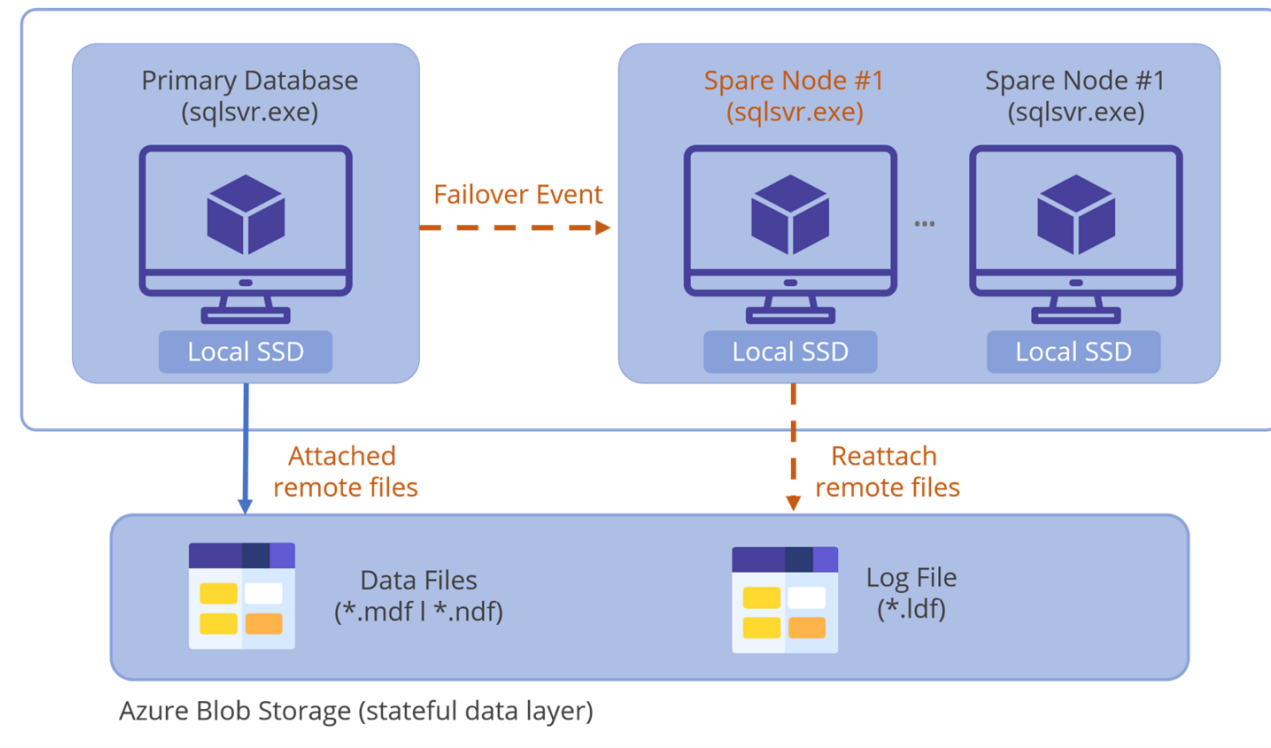 Primary Database
(sqlsvr.exe)
Spare Node #1
(sqlsvr.exe)
Spare Node #1
(sqlsvr.exe)
Failover Event
...
Local SSD
Local SSD
Local SSD
Attached
remote files
Reattach
remote files
Data Files
(*.mdf l *.ndf)
Log File
(*.ldf)
Azure Blob Storage (stateful data layer)